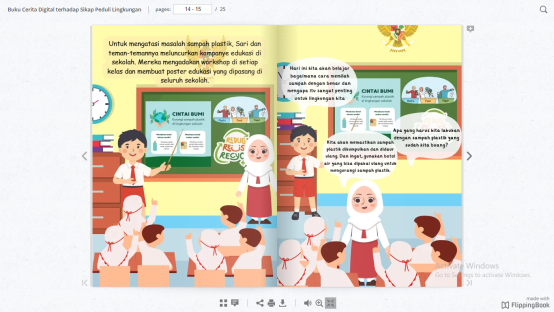 Buku Cerita Digital terhadap Sikap Peduli Lingkungan
pages:
14 - 15
/ 25
Untuk mengatasi masalah sampah plastik, Sari dan
teman-temannya meluncurkan kampanye edukasi di
sekolah. Mereka mengadakan workshop di setiap
kelas dan membuat poster edukasi yang dipasang di
seluruh sekolah.
CINTAI BUMI
REDUCE
REUSE
RECYCLE
Hari ini kita akan belajar
bagaimana cara memilah
sampah dengan benar dan
mengapa itu sangat penting
untuk lingkungan kita
CINTAI BUMI
Apa yang harus kita lakukan
dengan sampah plastik yang
sudah kita buang?
Kita akan memastikan sampah
plastik dikumpulkan dan didaur
ulang. Dan ingat, gunakan botol
air yang bisa dipakai ulang untuk
mengurangi sampah plastik.
Activate Windows
Go to Settings to activate Windows.
made with
FlippingBook